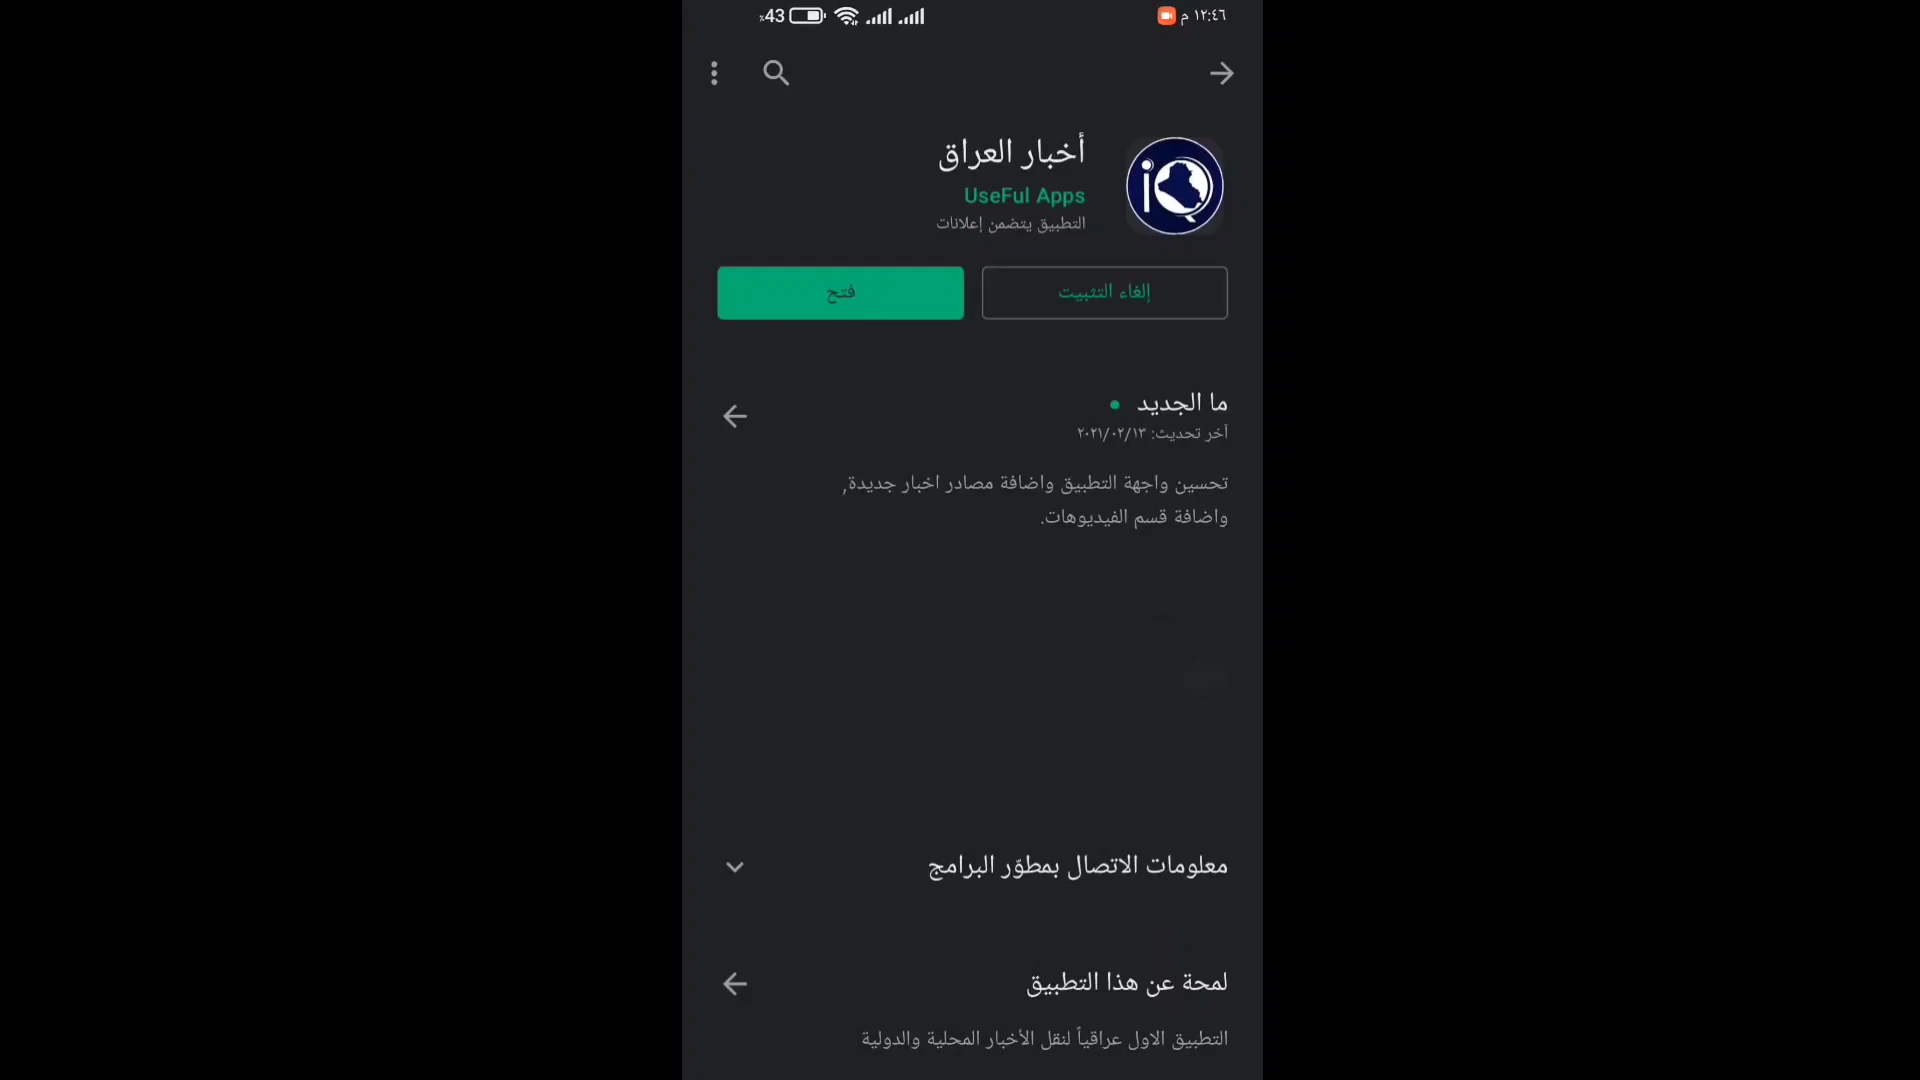 ١٢:٤٦ م
٪43
أخبار العراق
UseFul Apps
التطبيق يتضمن إعلانات
iQ
إلغاء التثبيت
فتح
ما الجديد
آخر تحديث: ٢٠٢١/٠٢/١٣
تحسين واجهة التطبيق واضافة مصادر اخبار جديدة,
واضافة قسم الفيديوهات.
معلومات الاتصال بمطوّر البرامج
لمحة عن هذا التطبيق
التطبيق الاول عراقياً لنقل الأخبار المحلية والدولية